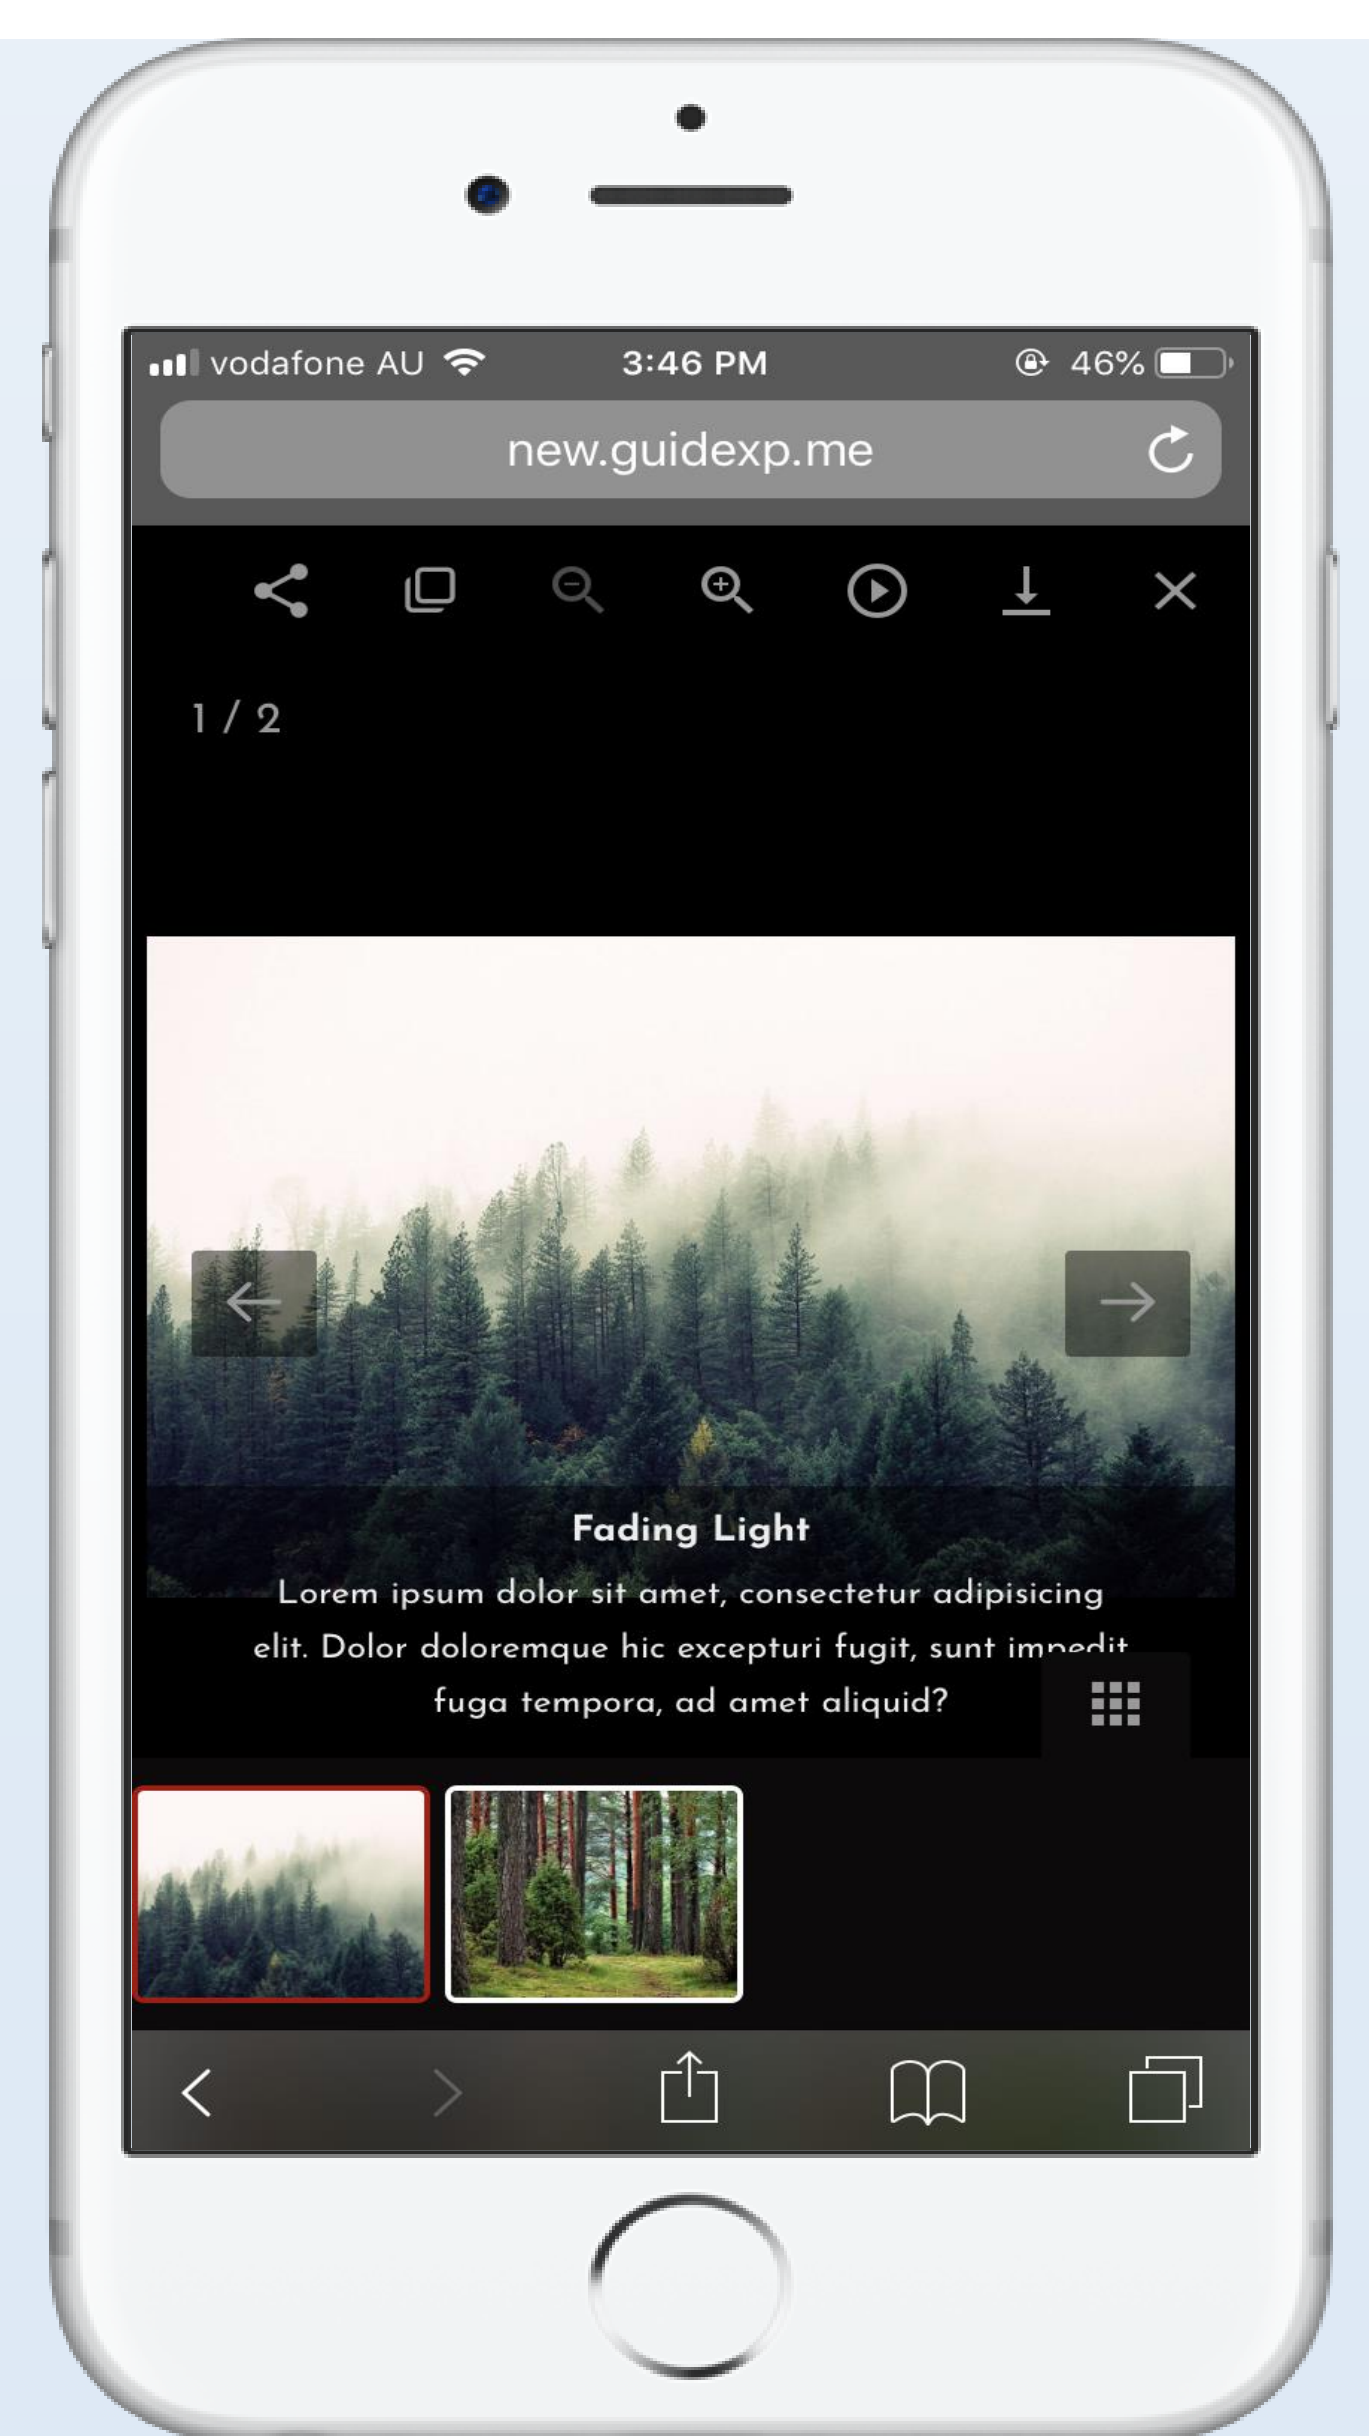 vodafone AU 3:46 PM 46%
new.guidexp.me
1 / 2
Fading Light
Lorem ipsum dolor sit amet, consectetur adipisicing
elit. Dolor doloremque hic excepturi fugit, sunt impedit
fuga tempora, ad amet aliquid?